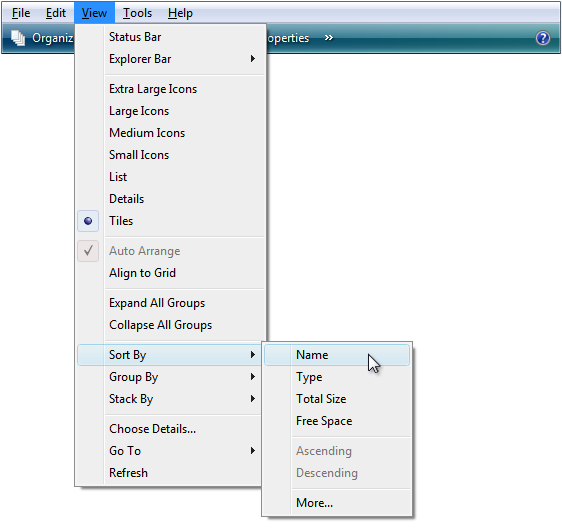 File Edit View Tools Help
Organiz operties »
Status Bar
Explorer Bar
Extra Large Icons
Large Icons
Medium Icons
Small Icons
List
Details
Tiles
Auto Arrange
Align to Grid
Expand All Groups
Collapse All Groups
Sort By
Group By
Stack By
Choose Details...
Go To
Refresh
Name
Type
Total Size
Free Space
Ascending
Descending
More...